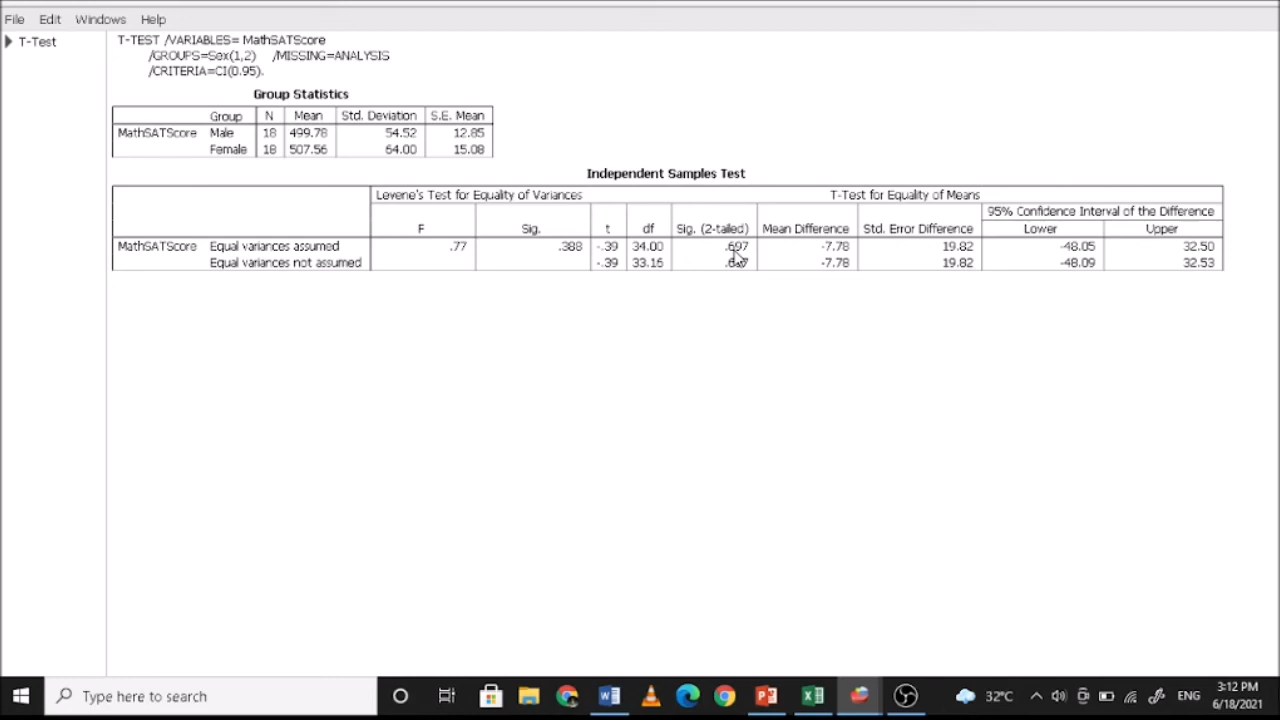 File Edit Windows Help
T-Test
T-TEST /VARIABLES= MathSATScore
/GROUPS=Sex(1,2) /MISSING=ANALYSIS
/CRITERIA=CI(0.95).
Group Statistics
Group N Mean Std. Deviation S.E. Mean
MathSATScore Male 18 499.78 54.52 12.85
Female 18 507.56 64.00 15.08
Independent Samples Test
Levene's Test for Equality of Variances T-Test for Equality of Means
95% Confidence Interval of the Difference
F Sig. t df Sig. (2-tailed) Mean Difference Std. Error Difference Lower Upper
MathSATScore Equal variances assumed .77 .388 -.39 34.00 .697 -7.78 19.82 -48.05 32.50
Equal variances not assumed -.39 33.16 -7.78 19.82 -48.09 32.53
Type here to search
32°C ENG
3:12 PM
6/18/2021